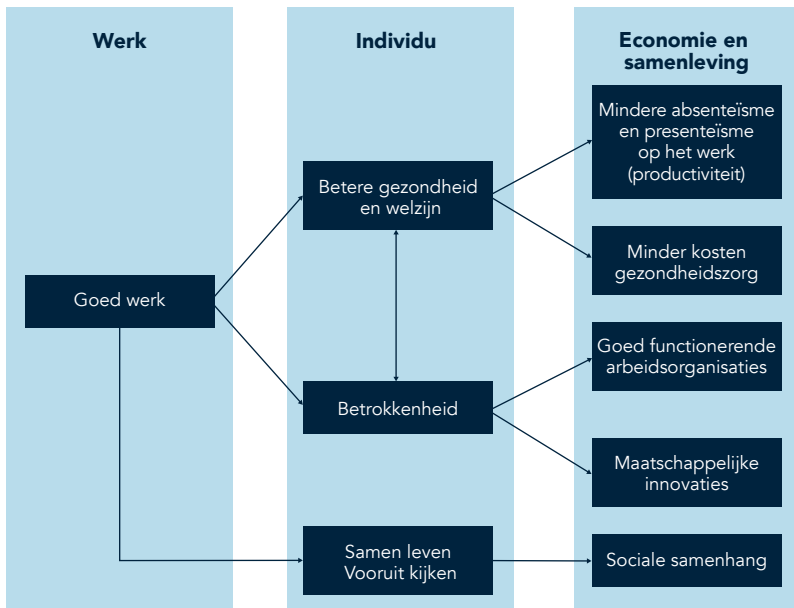 Werk
Individu
Economie en
samenleving
Goed werk
Betere gezondheid
en welzijn
Betrokkenheid
Samen leven
Vooruit kijken
Mindere absenteïsme
en presenteïsme
op het werk
(productiviteit)
Minder kosten
gezondheidszorg
Goed functionerende
arbeidsorganisaties
Maatschappelijke
innovaties
Sociale samenhang